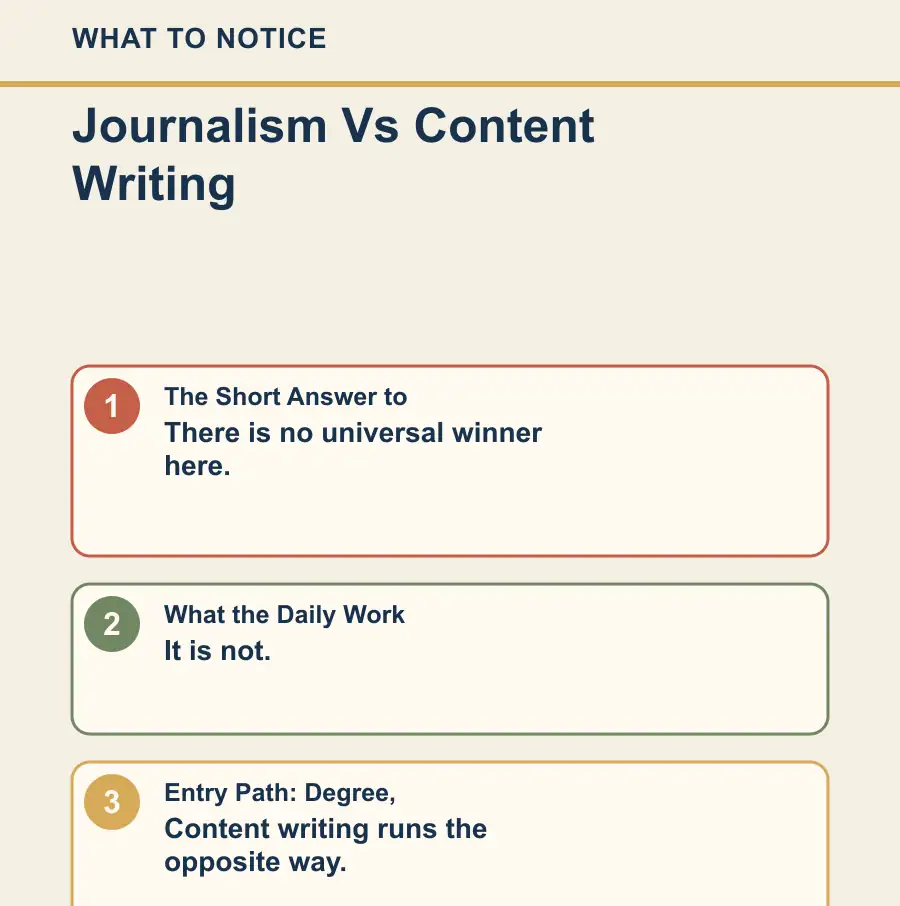 WHAT TO NOTICE
Journalism Vs Content
Writing
1
The Short Answer to
There is no universal winner
here.
2
What the Daily Work
It is not.
3
Entry Path: Degree,
Content writing runs the
opposite way.